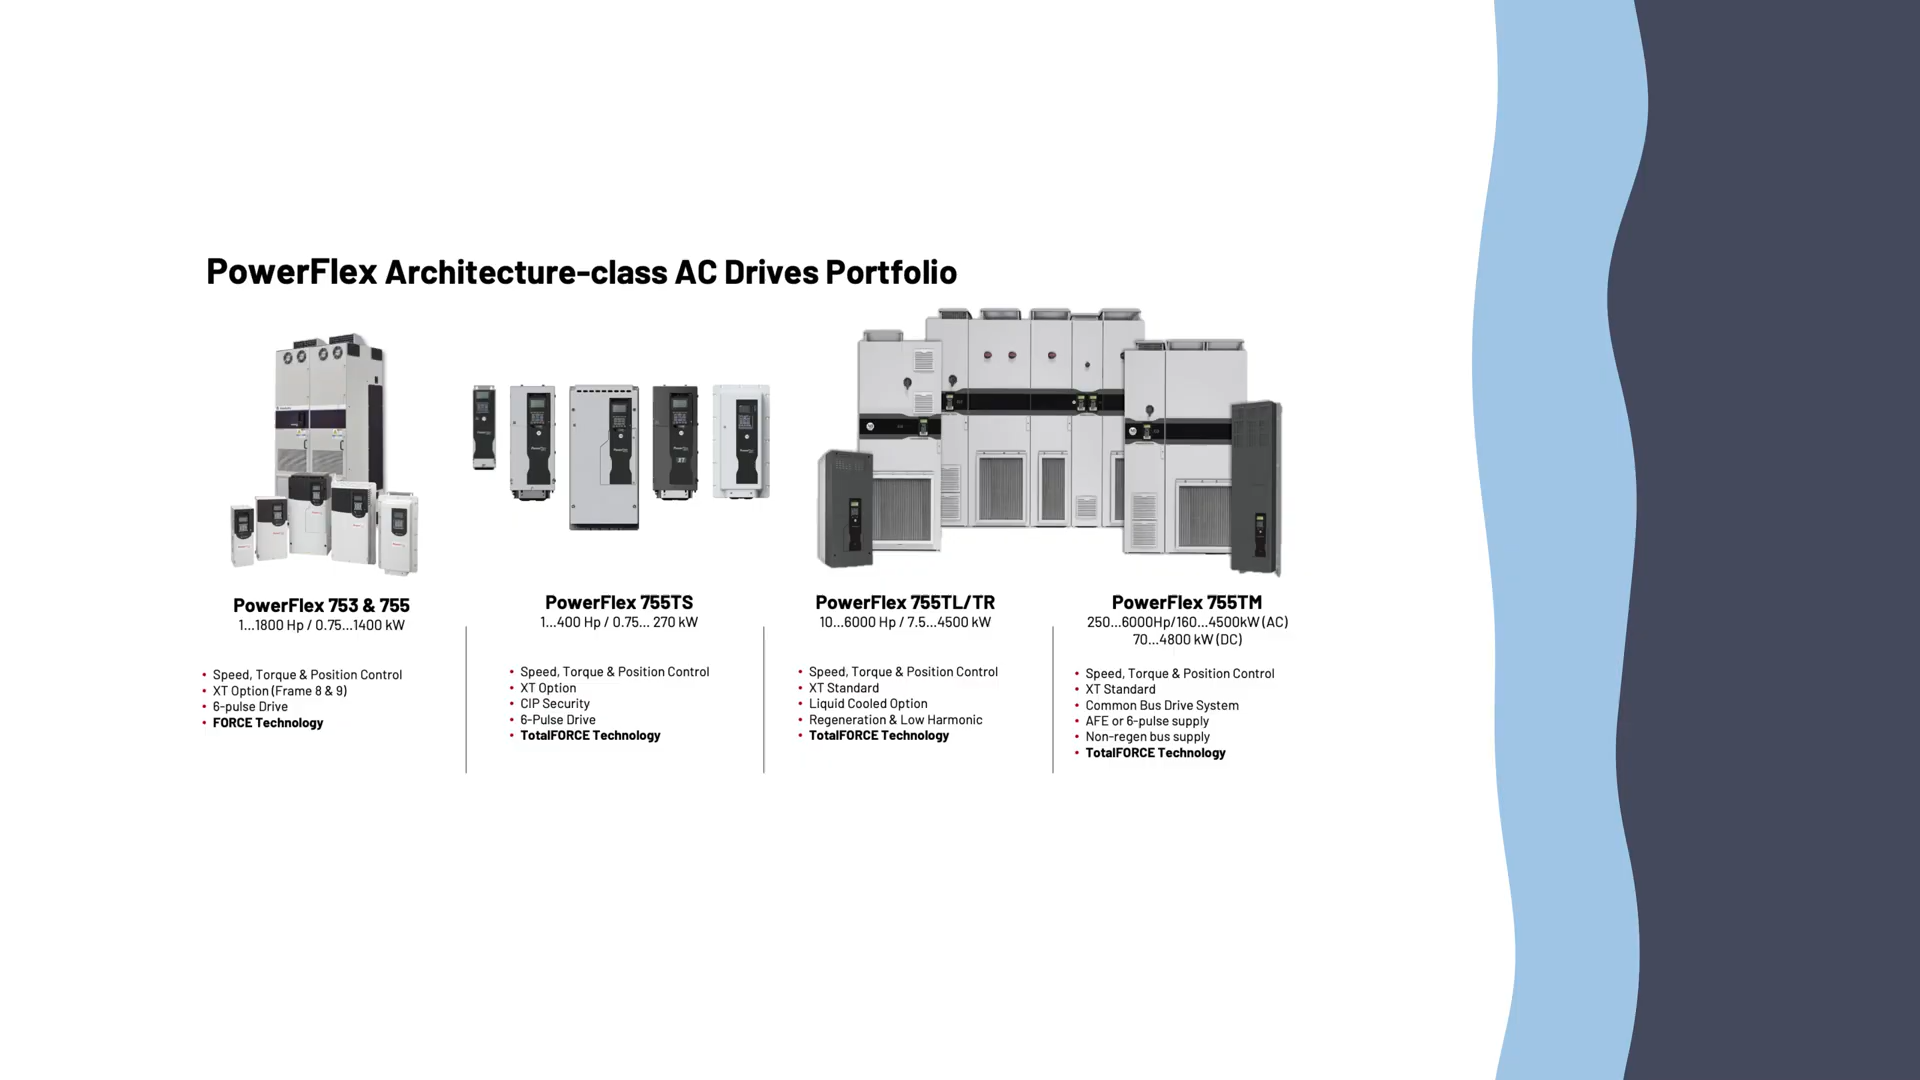 PowerFlex Architecture-class AC Drives Portfolio
PowerFlex 753 & 755
1...1800 Hp / 0.75...1400 kW
• Speed, Torque & Position Control
• XT Option (Frame 8 & 9)
• 6-pulse Drive
• FORCE Technology
PowerFlex 755TS
1...400 Hp / 0.75... 270 kW
• Speed, Torque & Position Control
• XT Option
• CIP Security
• 6-Pulse Drive
• TotalFORCE Technology
PowerFlex 755TL/TR
10...6000 Hp / 7.5...4500 kW
• Speed, Torque & Position Control
• XT Standard
• Liquid Cooled Option
• Regeneration & Low Harmonic
• TotalFORCE Technology
PowerFlex 755TM
250...6000Hp/160...4500kW (AC)
70...4800 kW (DC)
• Speed, Torque & Position Control
• XT Standard
• Common Bus Drive System
• AFE or 6-pulse supply
• Non-regen bus supply
• TotalFORCE Technology